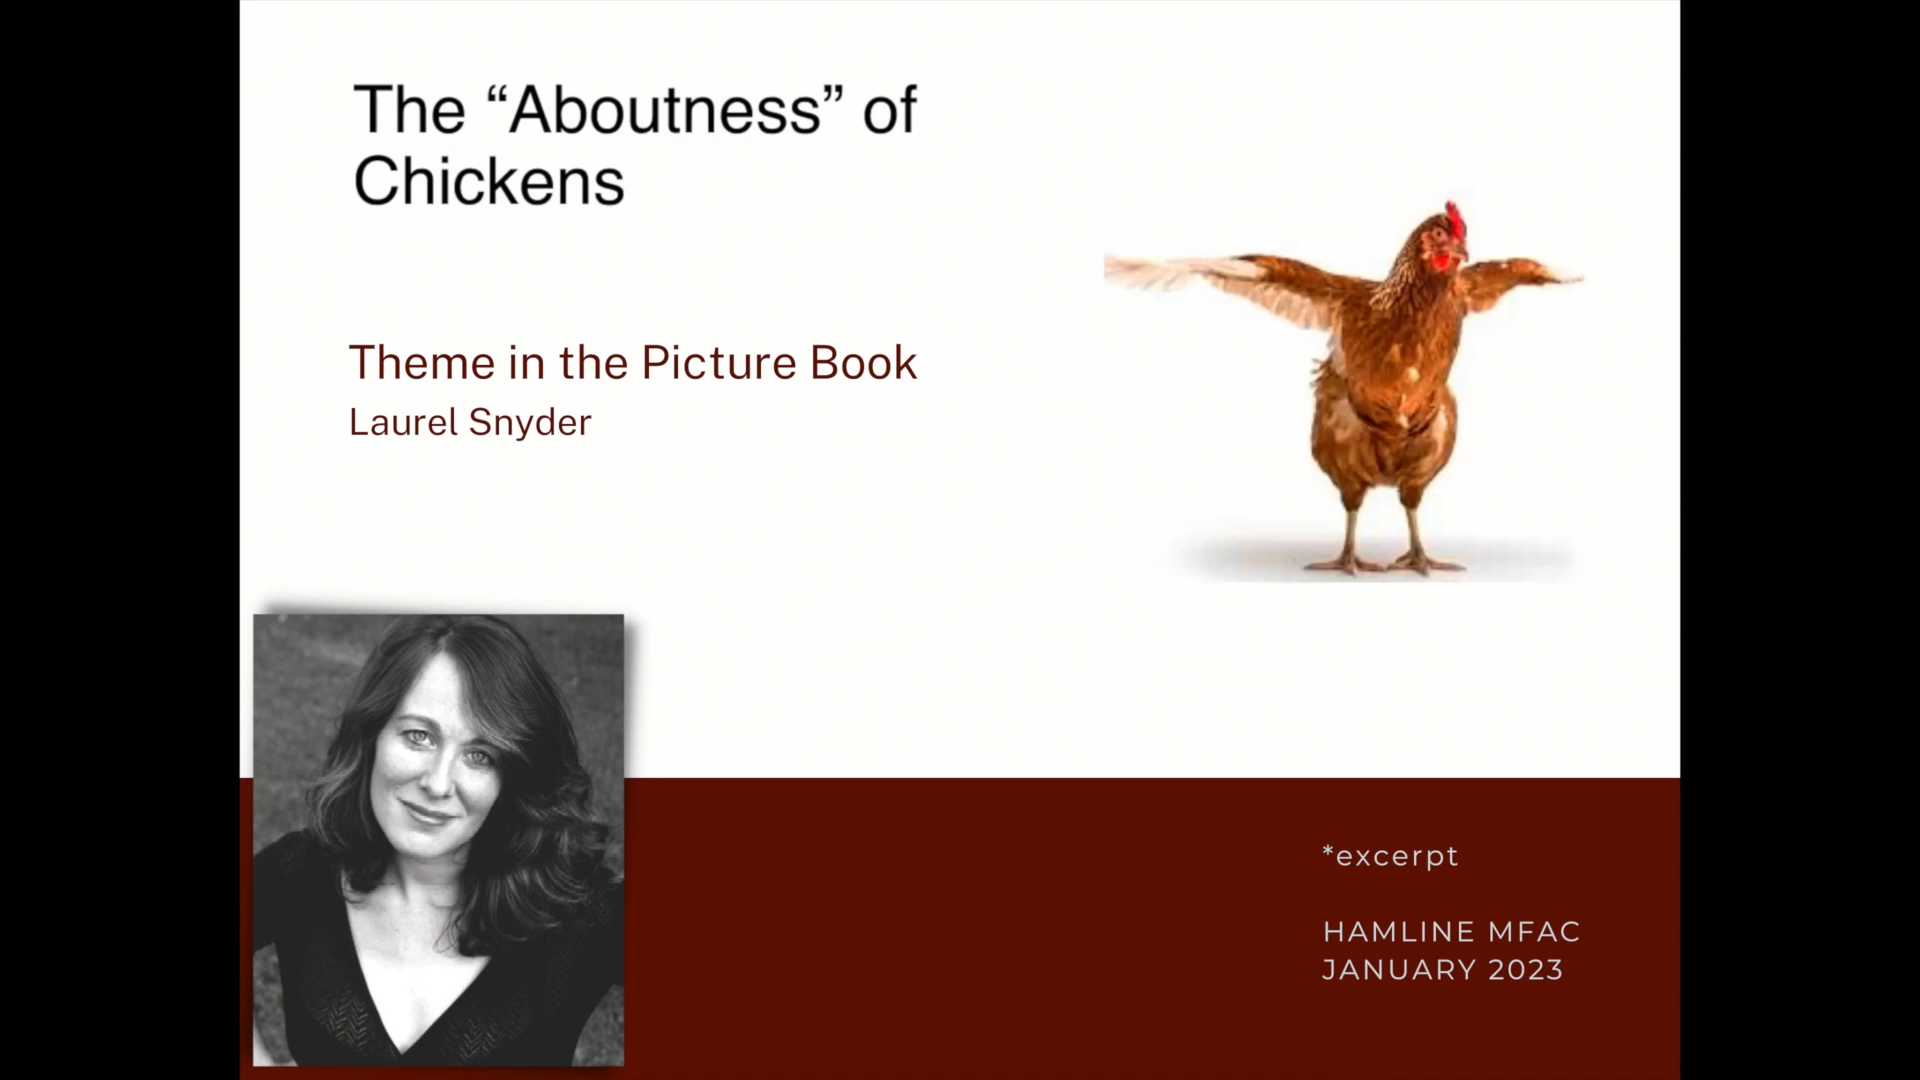 The “Aboutness” of
Chickens
Theme in the Picture Book
Laurel Snyder
*excerpt
HAMLINE MFAC
JANUARY 2023